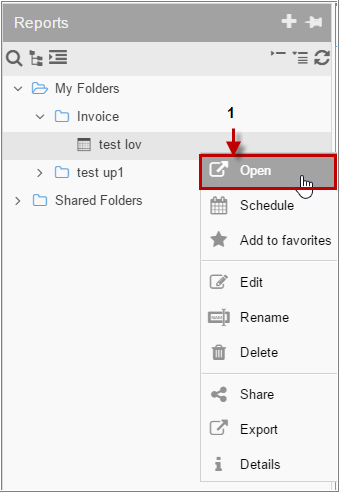 Reports
My Folders
Invoice
test lov
1
test up1
Open
Schedule
Shared Folders
Add to favorites
Edit
Rename
Delete
Share
Export
Details